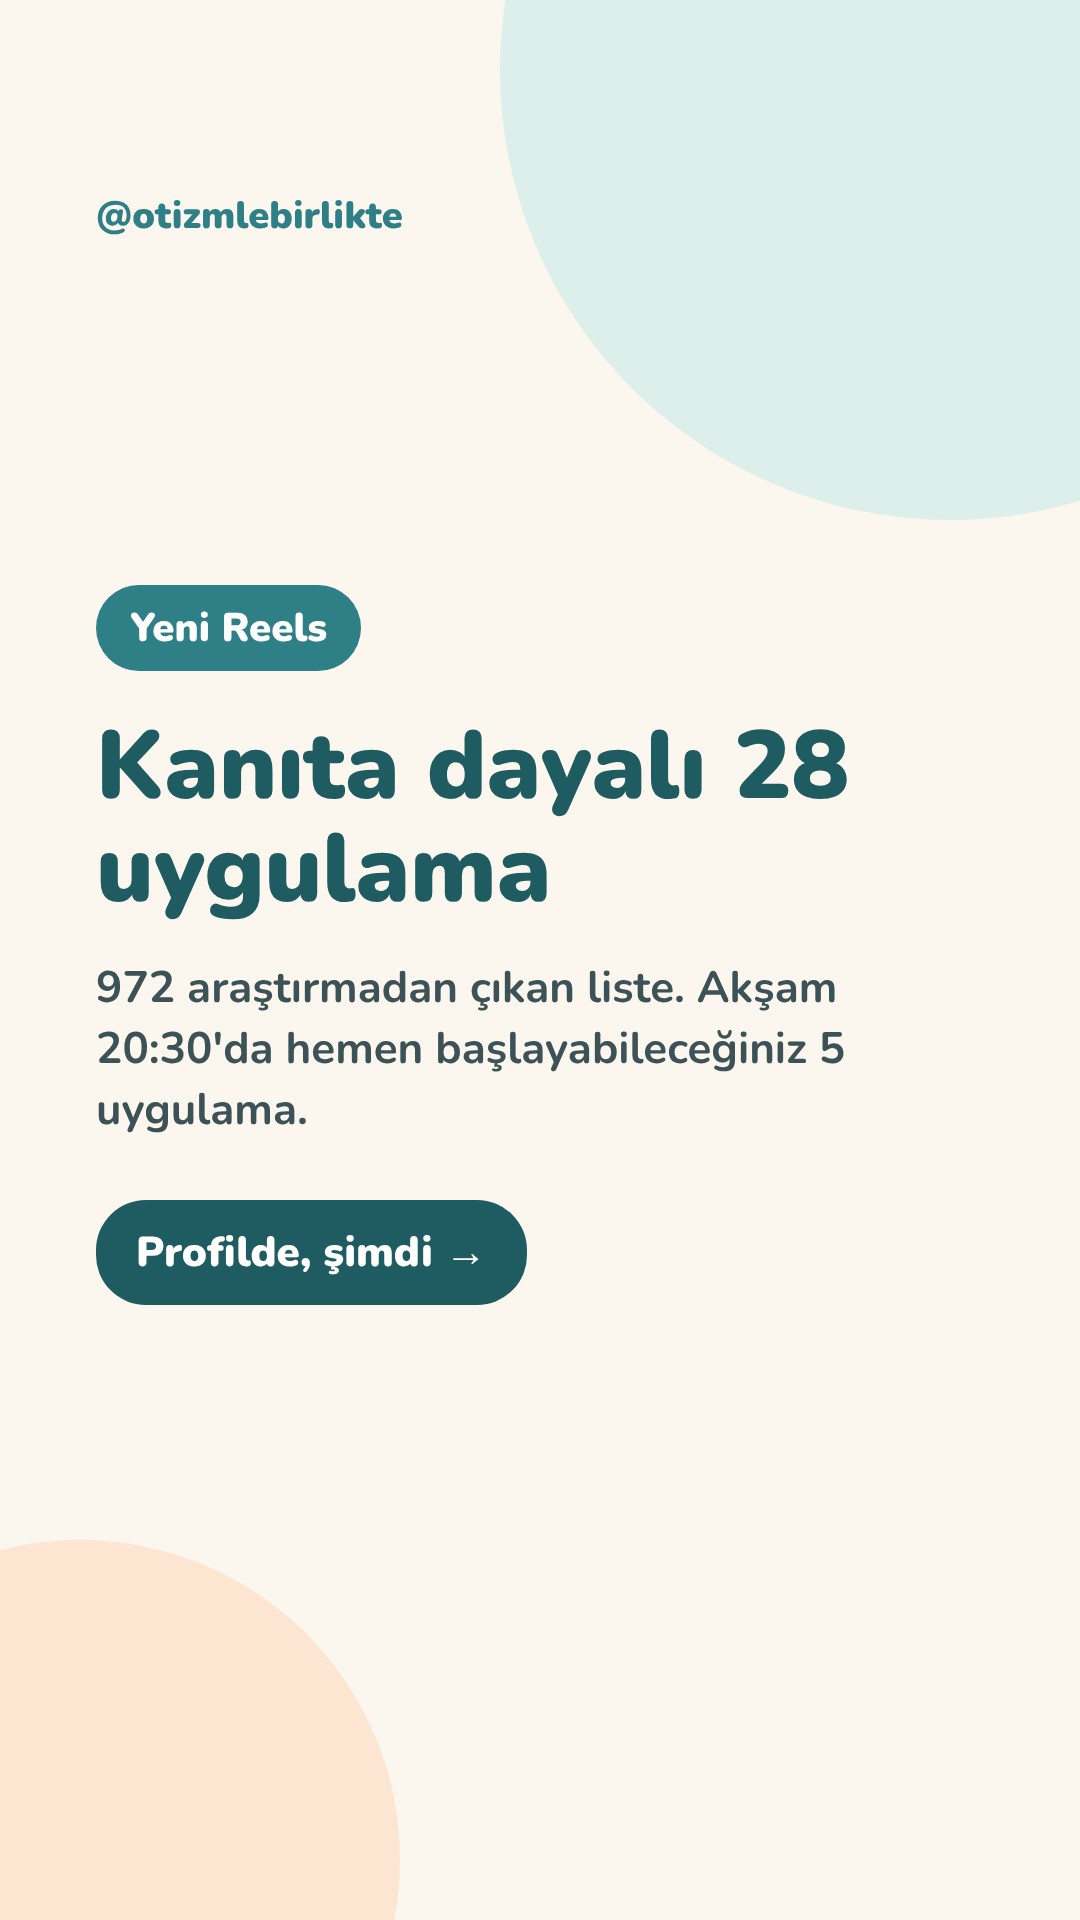 @otizmlebirlikte
Yeni Reels
Kanıta dayalı 28
uygulama
972 araştırmadan çıkan liste. Akşam
20:30'da hemen başlayabileceğiniz 5
uygulama.
Profilde, şimdi →